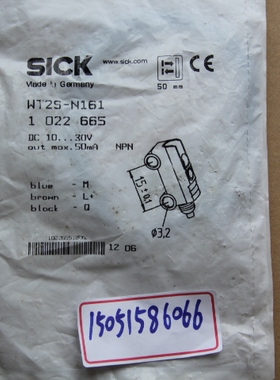 SICK
www.sick.com
Made in Germany
50 mm
WT2S-N161
1 022 665
DC 10...30V
out max.50mA NPN
blue - M
brown - L+
black - Q
15 ±0.1
Ø3,2
12 06
15051586066